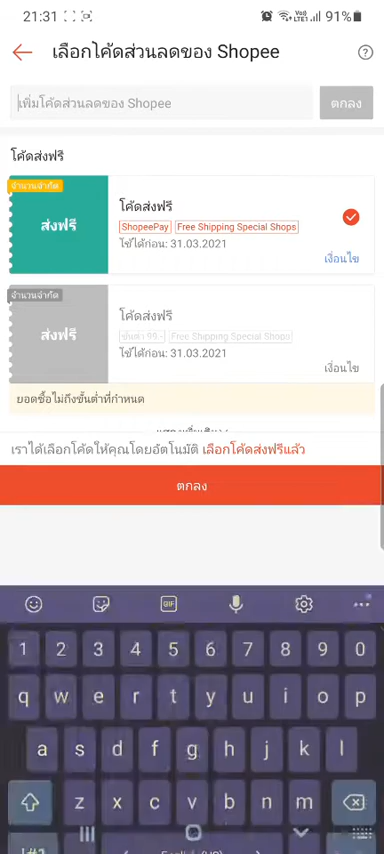 21:31 91%
เลือกโค้ดส่วนลดของ Shopee
เพิ่มโค้ดส่วนลดของ Shopee ตกลง
โค้ดส่งฟรี
จำนวนจำกัด
ส่งฟรี
โค้ดส่งฟรี
ShopeePay Free Shipping Special Shops
ใช้ได้ก่อน: 31.03.2021
เงื่อนไข
จำนวนจำกัด
ส่งฟรี
โค้ดส่งฟรี
ขั้นต่ำ 99.- Free Shipping Special Shops
ใช้ได้ก่อน: 31.03.2021
เงื่อนไข
ยอดซื้อไม่ถึงขั้นต่ำที่กำหนด
เราได้เลือกโค้ดให้คุณโดยอัตโนมัติ เลือกโค้ดส่งฟรีแล้ว
ตกลง
GIF
1 2 3 4 5 6 7 8 9 0
q w e r t y u i o p
a s d f g h j k l
z x c v b n m